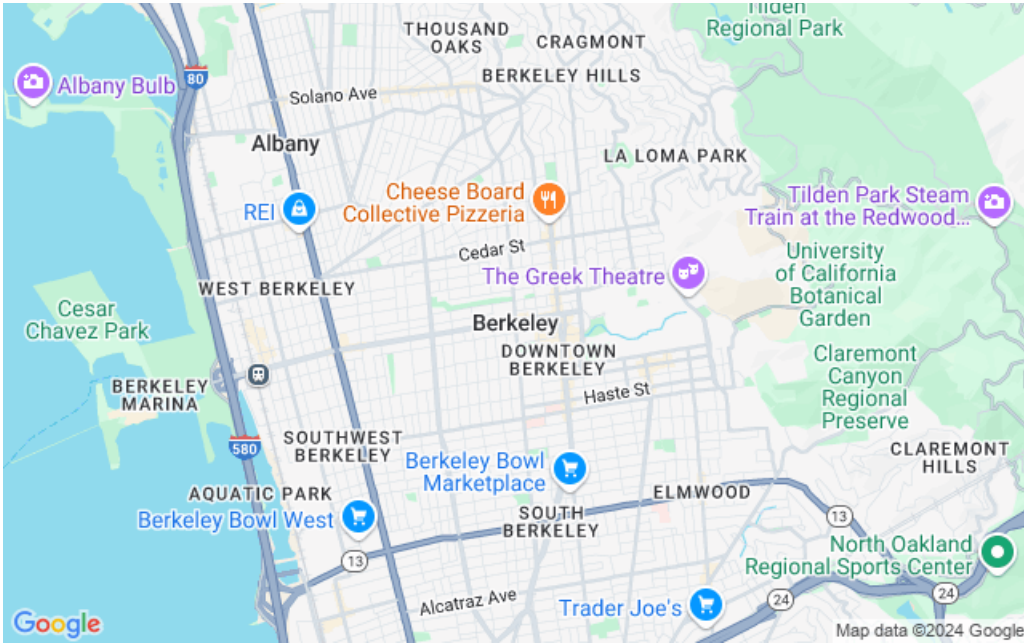 Tilden
Regional Park
THOUSAND
OAKS
CRAGMONT
BERKELEY HILLS
80
Albany Bulb
Solano Ave
Albany
LA LOMA PARK
Cheese Board
Collective Pizzeria
Tilden Park Steam
Train at the Redwood...
REI
Cedar St
The Greek Theatre
University
of California
Botanical
Garden
WEST BERKELEY
Cesar
Chavez Park
Berkeley
DOWNTOWN
BERKELEY
Claremont
Canyon
Regional
Preserve
BERKELEY
MARINA
Haste St
580
SOUTHWEST
BERKELEY
Berkeley Bowl
Marketplace
CLAREMONT
HILLS
AQUATIC PARK
Berkeley Bowl West
ELMWOOD
SOUTH
BERKELEY
13
13
North Oakland
Regional Sports Center
Alcatraz Ave
Trader Joe's
24
24
Google
Map data ©2024 Google